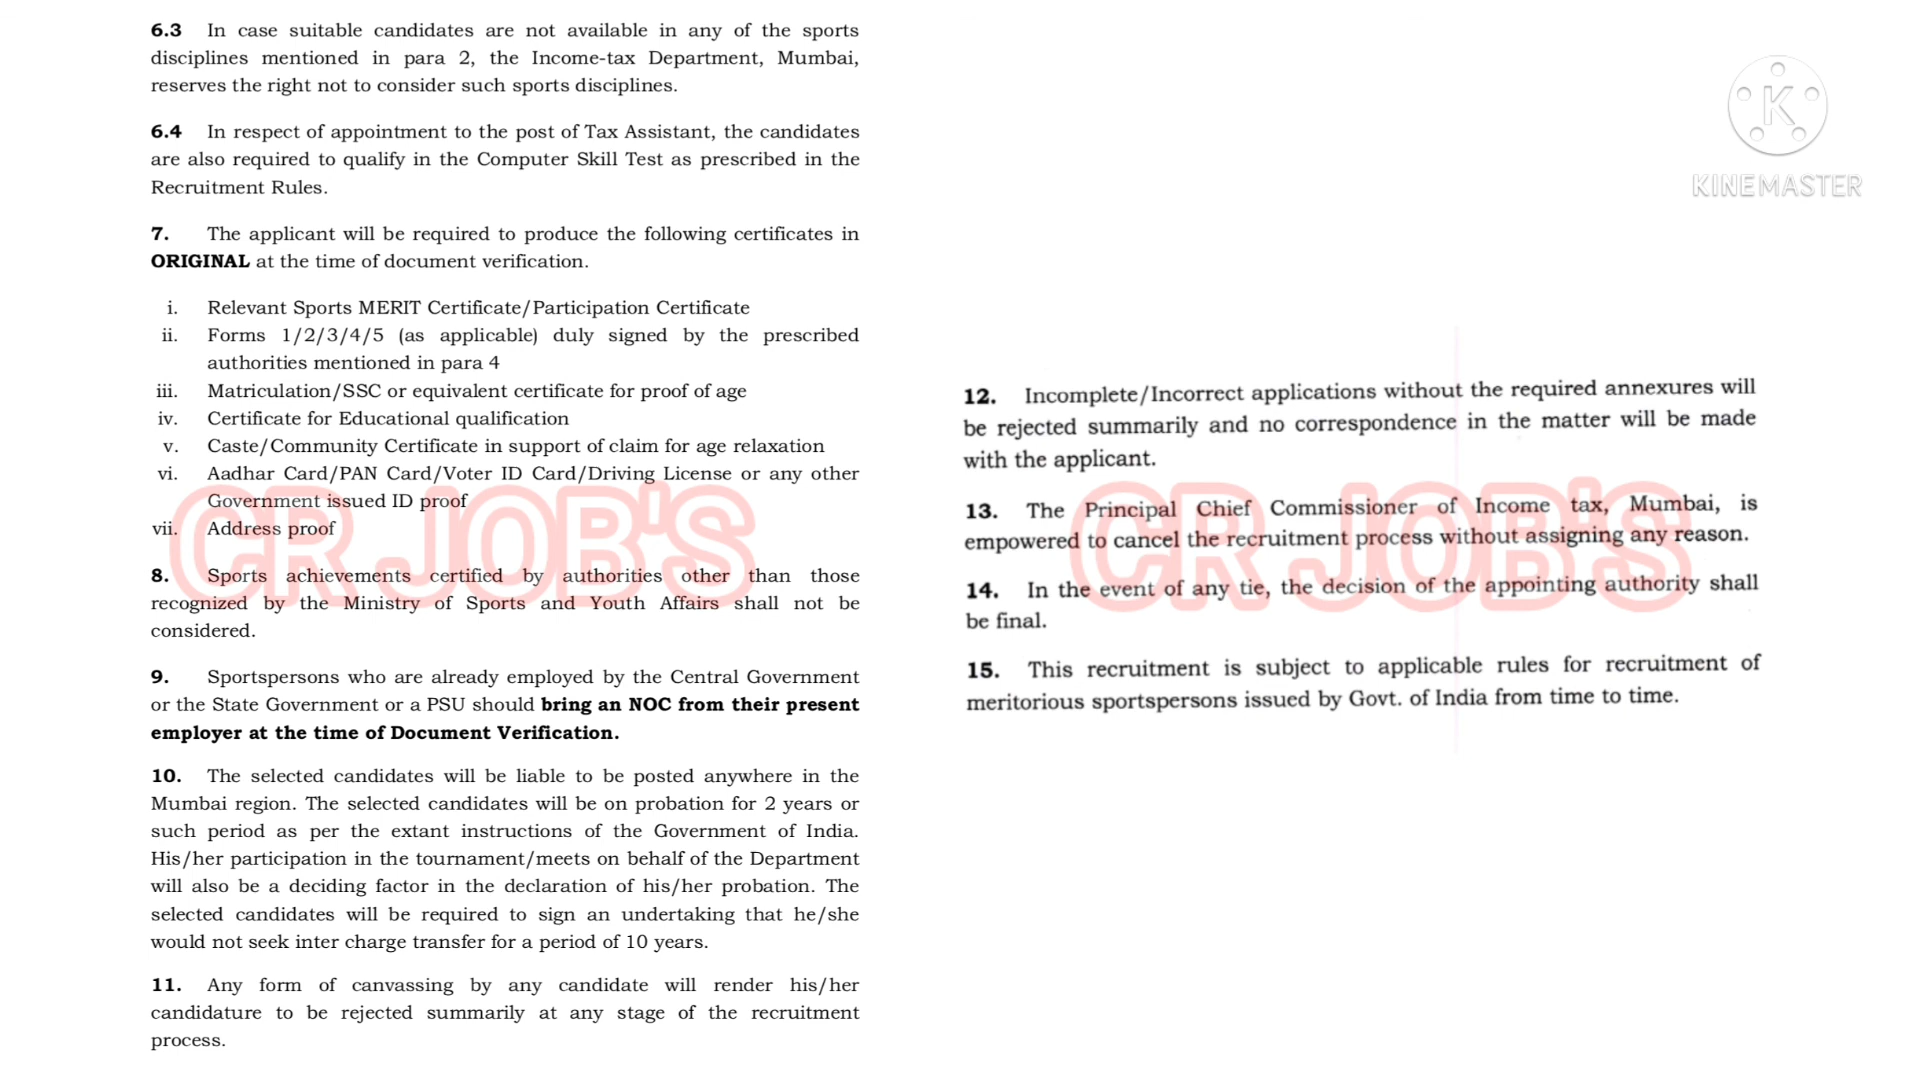 6.3 In case suitable candidates are not available in any of the sports
disciplines mentioned in para 2, the Income-tax Department, Mumbai,
reserves the right not to consider such sports disciplines.
6.4 In respect of appointment to the post of Tax Assistant, the candidates
are also required to qualify in the Computer Skill Test as prescribed in the
Recruitment Rules.
7. The applicant will be required to produce the following certificates in
ORIGINAL at the time of document verification.
i. Relevant Sports MERIT Certificate/Participation Certificate
ii. Forms 1/2/3/4/5 (as applicable) duly signed by the prescribed
authorities mentioned in para 4
iii. Matriculation/SSC or equivalent certificate for proof of age
iv. Certificate for Educational qualification
v. Caste/Community Certificate in support of claim for age relaxation
vi. Aadhar Card/PAN Card/Voter ID Card/Driving License or any other
Government issued ID proof
vii. Address proof
8. Sports achievements certified by authorities other than those
recognized by the Ministry of Sports and Youth Affairs shall not be
considered.
9. Sportspersons who are already employed by the Central Government
or the State Government or a PSU should bring an NOC from their present
employer at the time of Document Verification.
10. The selected candidates will be liable to be posted anywhere in the
Mumbai region. The selected candidates will be on probation for 2 years or
such period as per the extant instructions of the Government of India.
His/her participation in the tournament/meets on behalf of the Department
will also be a deciding factor in the declaration of his/her probation. The
selected candidates will be required to sign an undertaking that he/she
would not seek inter charge transfer for a period of 10 years.
11. Any form of canvassing by any candidate will render his/her
candidature to be rejected summarily at any stage of the recruitment
process.
CR JOB'S
K
KINEMASTER
12. Incomplete/Incorrect applications without the required annexures will
be rejected summarily and no correspondence in the matter will be made
with the applicant.
13. The Principal Chief Commissioner of Income tax, Mumbai, is
empowered to cancel the recruitment process without assigning any reason.
14. In the event of any tie, the decision of the appointing authority shall
be final.
15. This recruitment is subject to applicable rules for recruitment of
meritorious sportspersons issued by Govt. of India from time to time.
CR JOB'S